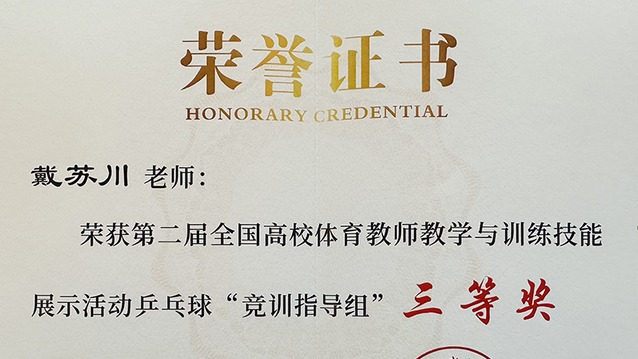 荣誉证书
HONORARY CREDENTIAL
戴苏川 老师：
荣获第二届全国高校体育教师教学与训练技能
展示活动乒乓球“竞训指导组”三等奖